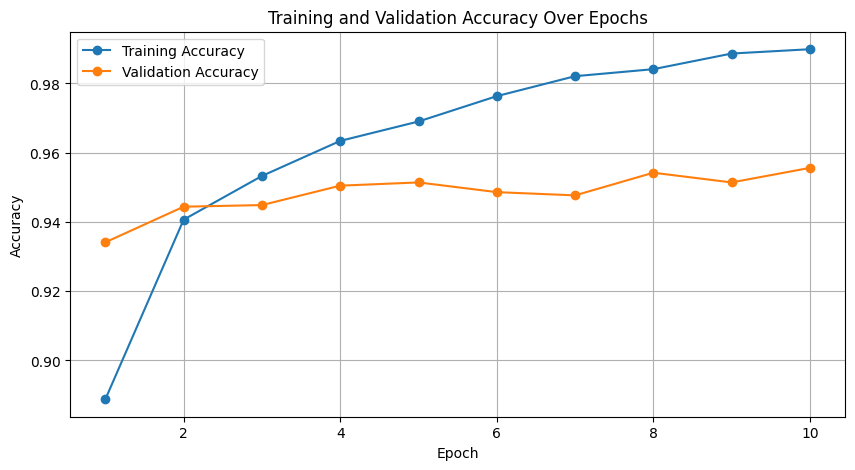 Training and Validation Accuracy Over Epochs
Training Accuracy
Validation Accuracy
0.98
0.96
0.94
0.92
0.90
Accuracy
2 4 6 8 10
Epoch